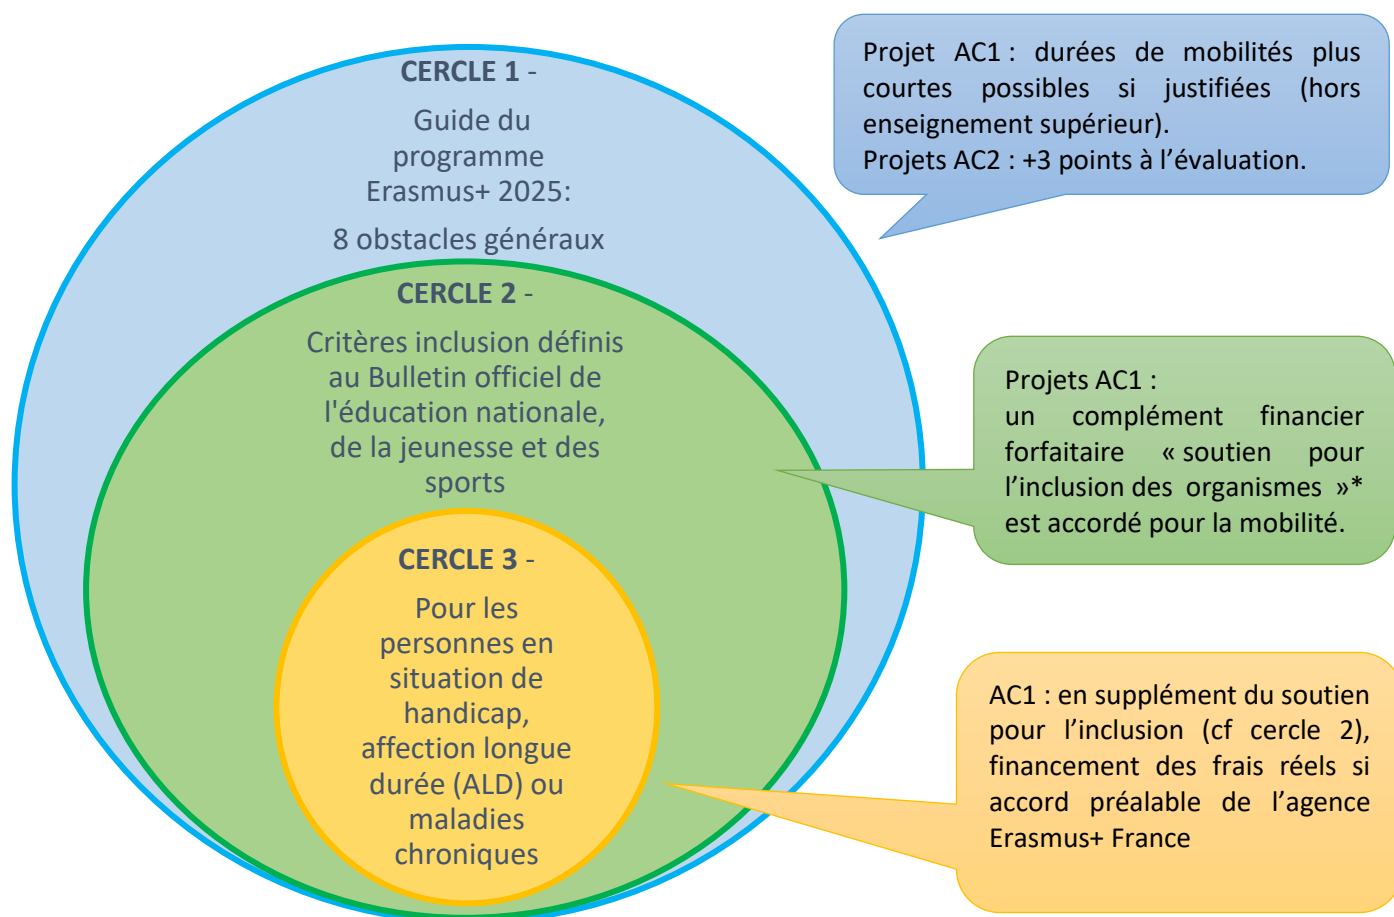 CERCLE 1 -
Guide du
programme
Erasmus+ 2025:
8 obstacles généraux
CERCLE 2 -
Critères inclusion définis
au Bulletin officiel de
l'éducation nationale,
de la jeunesse et des
sports
CERCLE 3 -
Pour les
personnes en
situation de
handicap,
affection longue
durée (ALD) ou
maladies
chroniques
Projet AC1 : durées de mobilités plus
courtes possibles si justifiées (hors
enseignement supérieur).
Projets AC2 : +3 points à l’évaluation.
Projets AC1 :
un complément financier
forfaitaire « soutien pour
l’inclusion des organismes »*
est accordé pour la mobilité.
AC1 : en supplément du soutien
pour l’inclusion (cf cercle 2),
financement des frais réels si
accord préalable de l’agence
Erasmus+ France